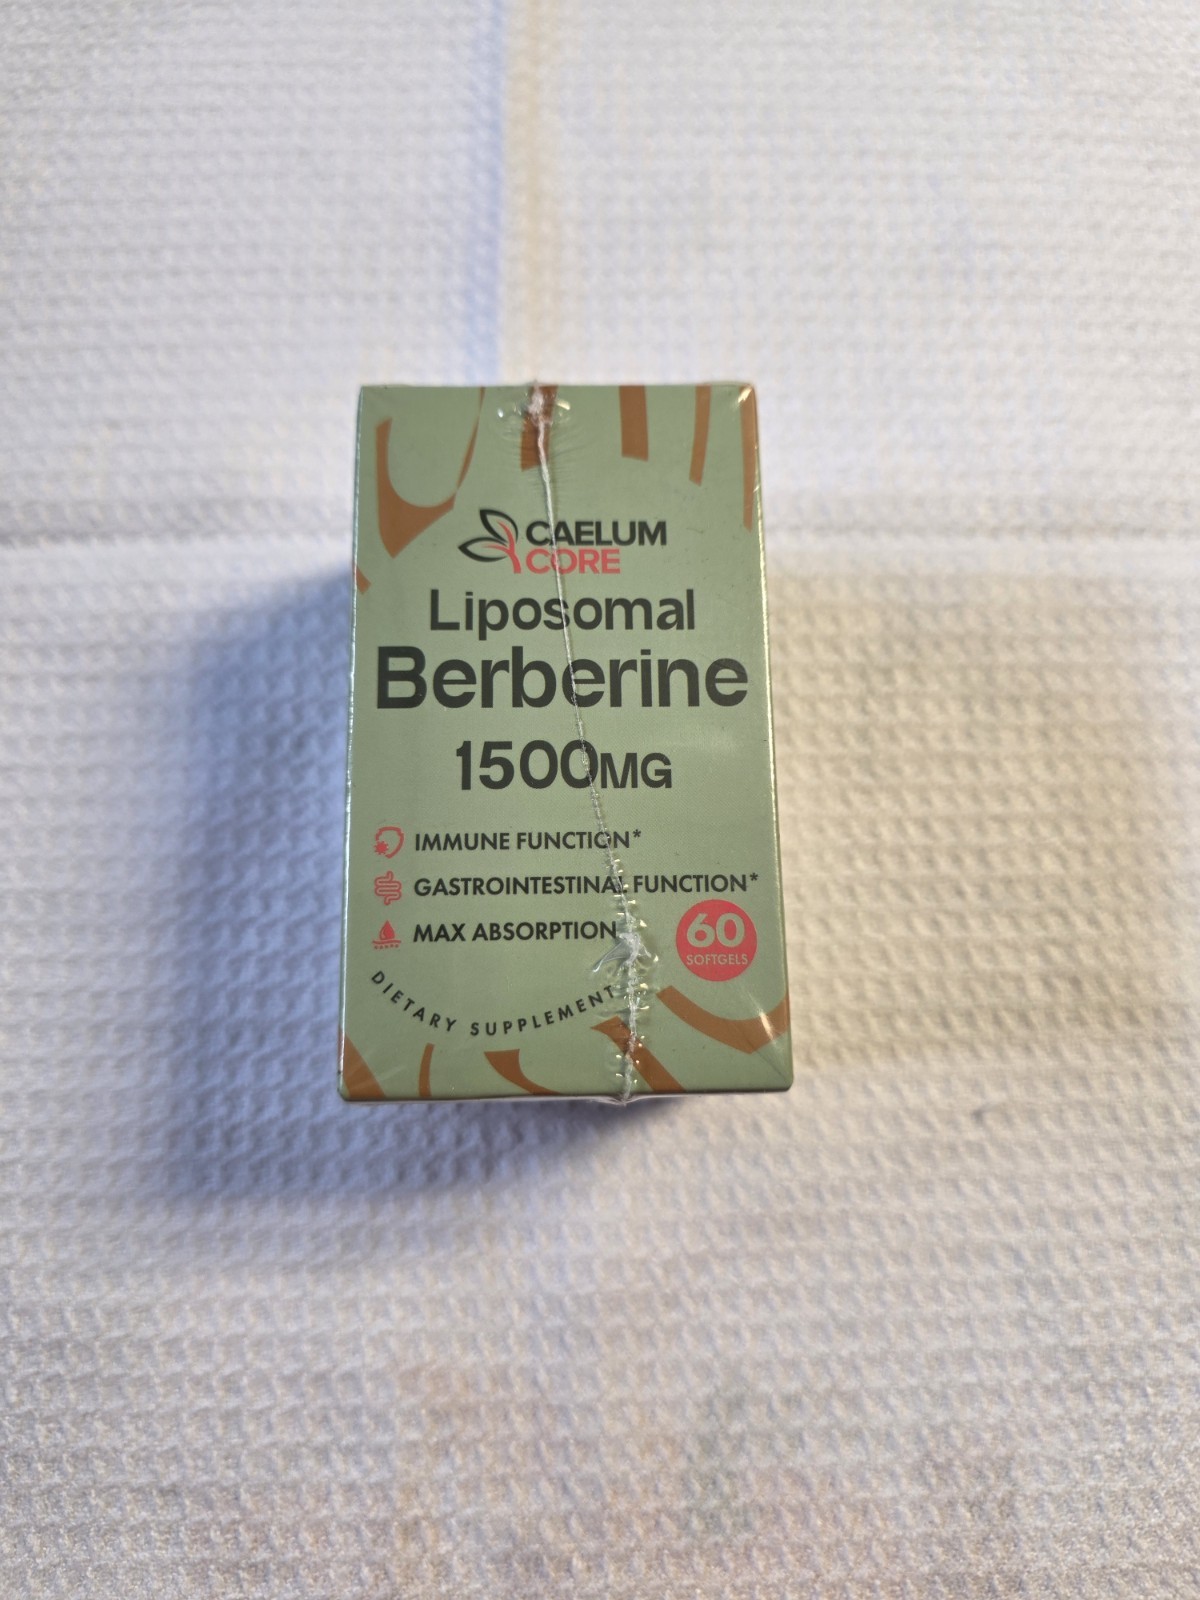 CAELUM
CORE
Liposomal
Berberine
1500MG
IMMUNE FUNCTION*
GASTROINTESTINAL FUNCTION*
MAX ABSORPTION
60
SOFTGELS
DIETARY SUPPLEMENT